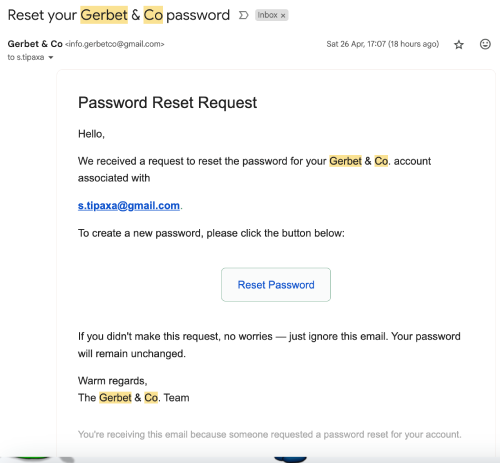 Reset your Gerbet & Co password Inbox x
Gerbet & Co <info.gerbetco@gmail.com> Sat 26 Apr, 17:07 (18 hours ago)
to s.tipaxa
Password Reset Request
Hello,
We received a request to reset the password for your Gerbet & Co. account
associated with
s.tipaxa@gmail.com.
To create a new password, please click the button below:
Reset Password
If you didn't make this request, no worries — just ignore this email. Your password
will remain unchanged.
Warm regards,
The Gerbet & Co. Team
You're receiving this email because someone requested a password reset for your account.